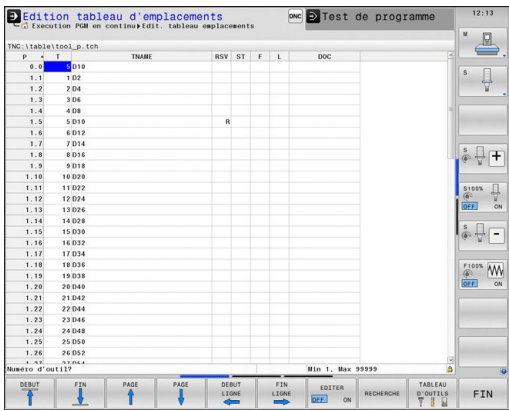 Edition tableau d'emplacements
Execution PGM en continu Edit. tableau emplacements
DNC
Test de programme
12:13
TNC:\table\tool_p.tch
P T TNAME RSV ST F L DOC
0.0 5 D10
1.1 1 D2
1.2 2 D4
1.3 3 D6
1.4 4 D8
1.5 5 D10 R
1.6 6 D12
1.7 7 D14
1.8 8 D16
1.9 9 D18
1.10 10 D20
1.11 11 D22
1.12 12 D24
1.13 13 D26
1.14 14 D28
1.15 15 D30
1.16 16 D32
1.17 17 D34
1.18 18 D36
1.19 19 D38
1.20 20 D40
1.21 21 D42
1.22 22 D44
1.23 23 D46
1.24 24 D48
1.25 25 D50
1.26 26 D52
1.27 27 D54
Numéro d'outil? Min 1, Max 99999
M
S
S
S100%
OFF ON
S
F100%
OFF ON
DEBUT
FIN
PAGE
PAGE
DEBUT LIGNE
FIN LIGNE
EDITER OFF ON
RECHERCHE
TABLEAU D'OUTILS
FIN